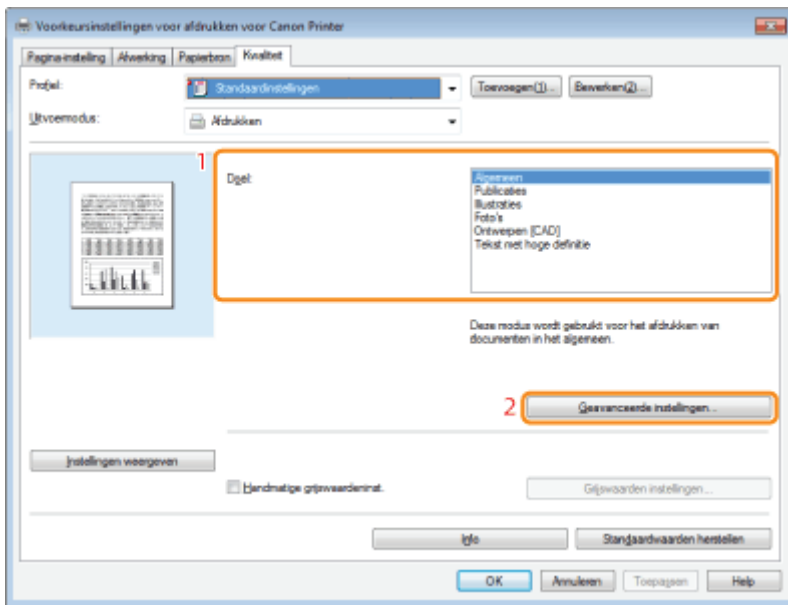 Voorkeursinstellingen voor afdrukken voor Canon Printer
Pagina-instelling Afwerking Papierbron Kwaliteit
Profiel: Standaardinstellingen Toevoegen(1)... Bewerken(2)...
Uitvoermodus: Afdrukken
1
Doel:
Algemeen
Publicaties
Illustraties
Foto's
Ontwerpen [CAD]
Tekst met hoge definitie
Deze modus wordt gebruikt voor het afdrukken van
documenten in het algemeen.
2 Geavanceerde instellingen...
Instellingen weergeven
Handmatige grijswaardeninst. Grijswaarden instellingen...
Info Standaardwaarden herstellen
OK Annuleren Toepassen Help